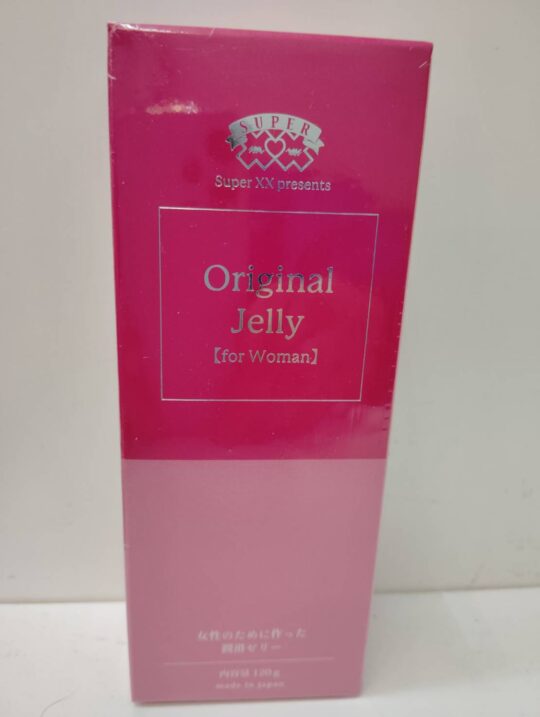 SUPER
Super XX presents
Original
Jelly
【for Woman】
女性のために作った
潤滑ゼリー
内容量 130g
made in japan